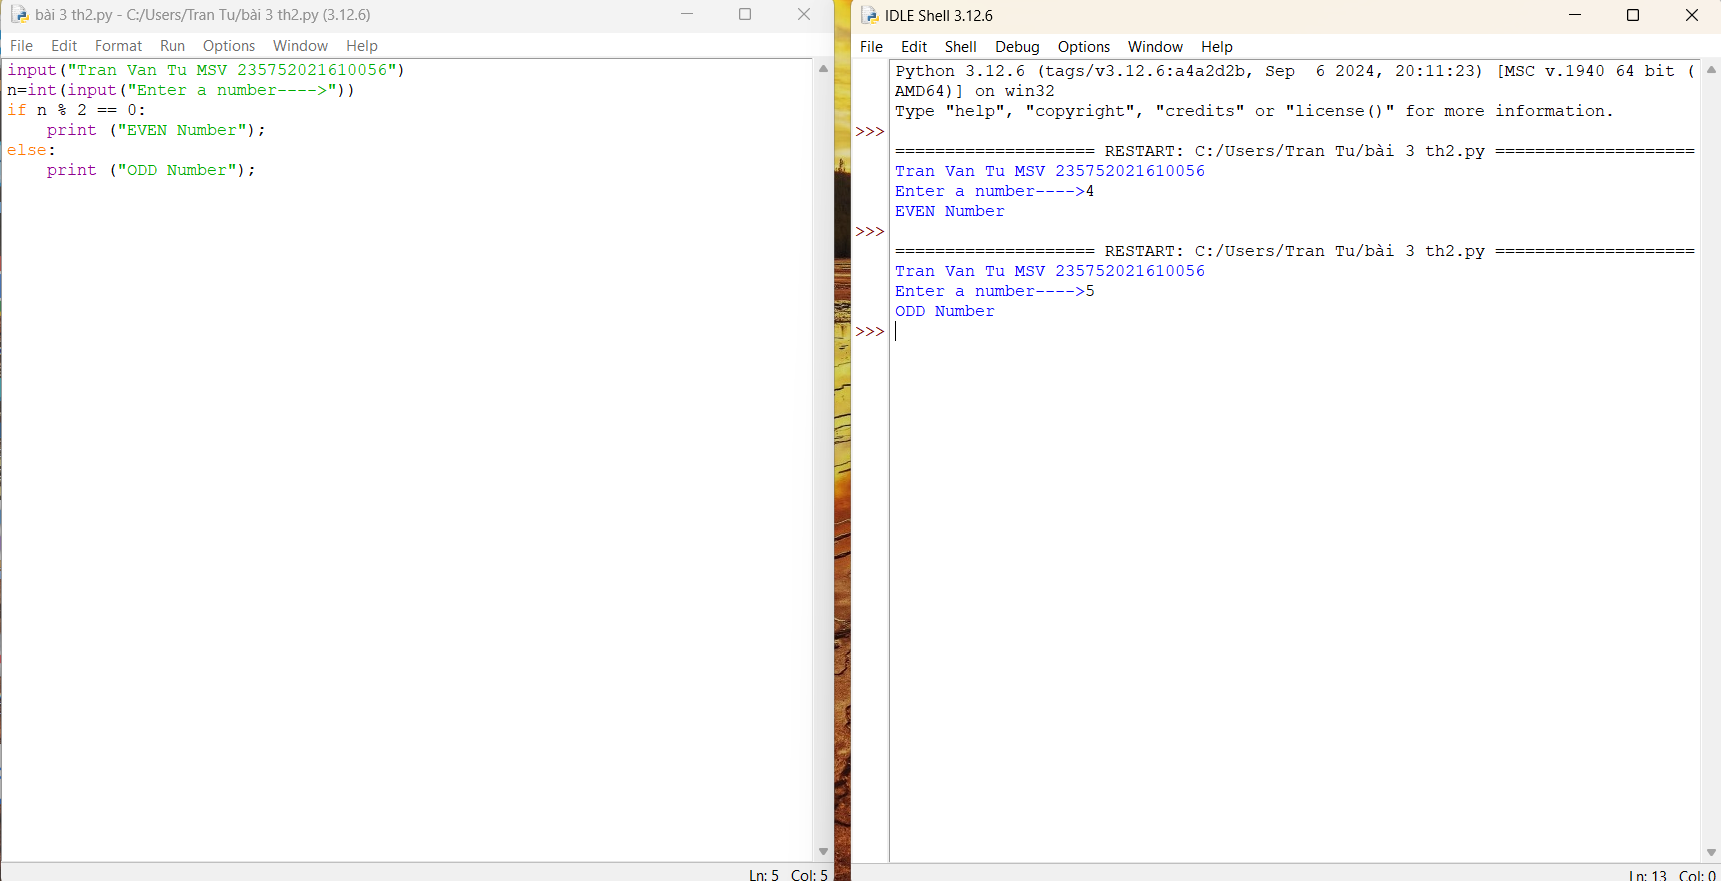 bài 3 th2.py - C:/Users/Tran Tu/bài 3 th2.py (3.12.6)
File Edit Format Run Options Window Help
input("Tran Van Tu MSV 235752021610056")
n=int(input("Enter a number---->"))
if n % 2 == 0:
    print ("EVEN Number");
else:
    print ("ODD Number");
Ln: 5 Col: 5
IDLE Shell 3.12.6
File Edit Shell Debug Options Window Help
Python 3.12.6 (tags/v3.12.6:a4a2d2b, Sep  6 2024, 20:11:23) [MSC v.1940 64 bit (
AMD64)] on win32
Type "help", "copyright", "credits" or "license()" for more information.
>>>
==================== RESTART: C:/Users/Tran Tu/bài 3 th2.py ====================
Tran Van Tu MSV 235752021610056
Enter a number---->4
EVEN Number
>>>
==================== RESTART: C:/Users/Tran Tu/bài 3 th2.py ====================
Tran Van Tu MSV 235752021610056
Enter a number---->5
ODD Number
>>>
Ln: 13 Col: 0